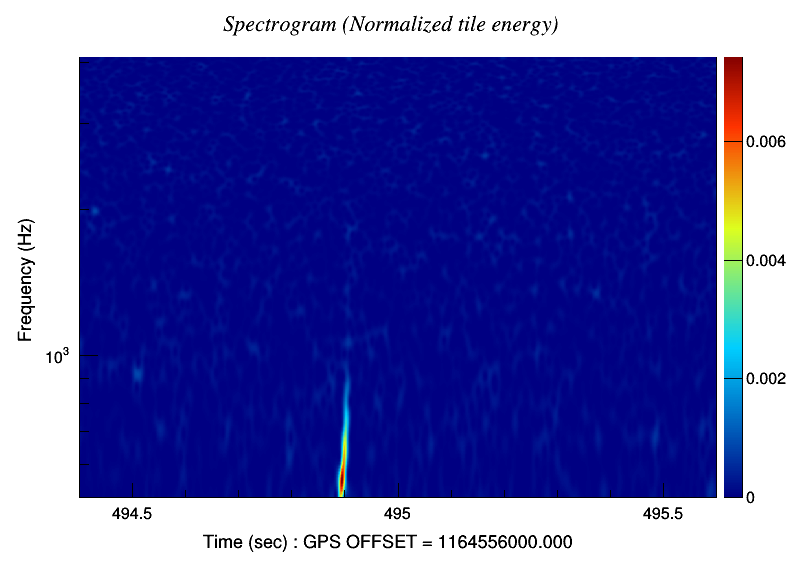 Spectrogram (Normalized tile energy)
0.006
0.004
0.002
0
Frequency (Hz)
10³
494.5 495 495.5
Time (sec) : GPS OFFSET = 1164556000.000